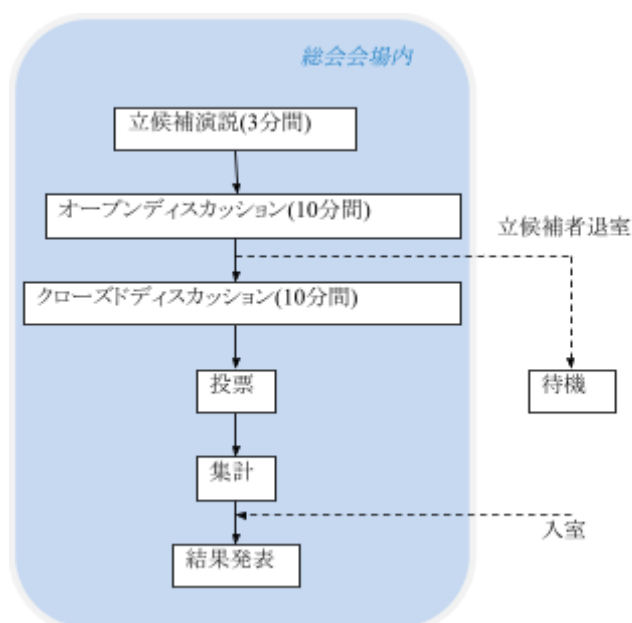 総会会場内
立候補演説(3分間)
オープンディスカッション(10分間)
立候補者退室
クローズドディスカッション(10分間)
投票
待機
集計
入室
結果発表